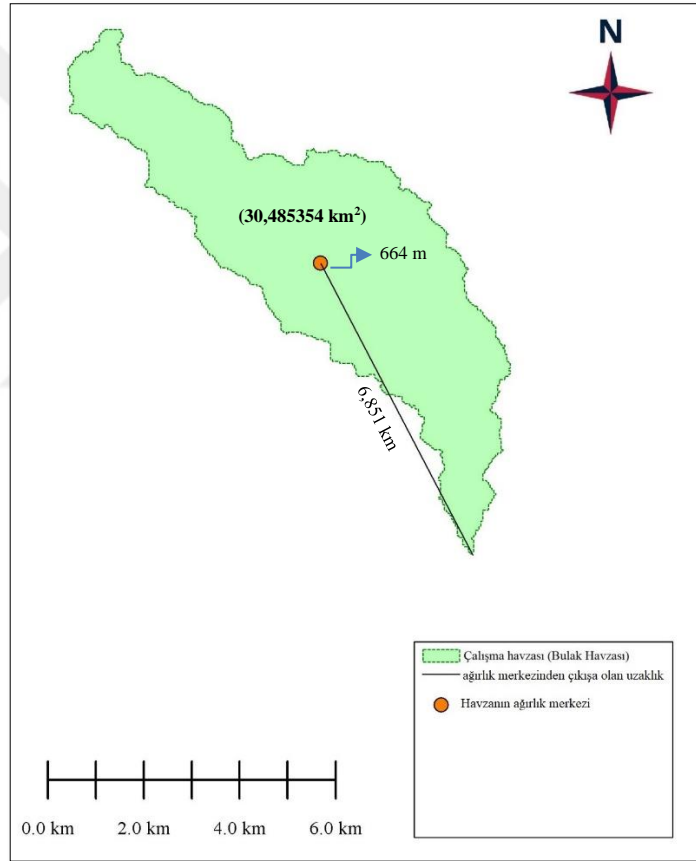 N
(30,485354 km²)
664 m
6,851 km
Çalışma havzası (Bulak Havzası)
ağırlık merkezinden çıkışa olan uzaklık
Havzanın ağırlık merkezi
0.0 km 2.0 km 4.0 km 6.0 km